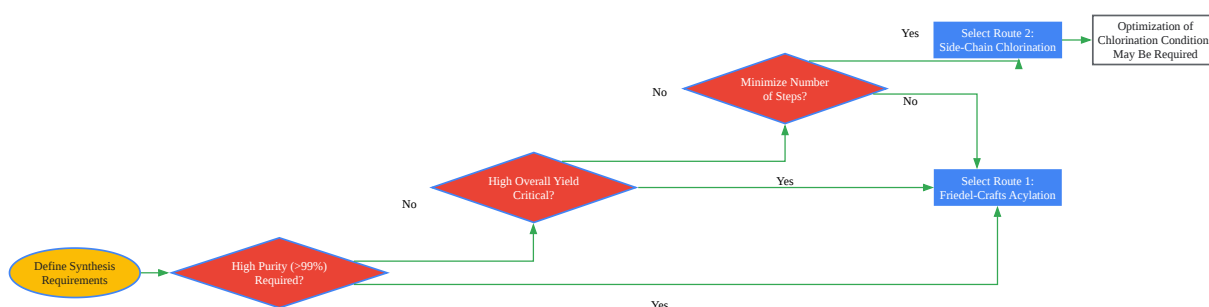 Yes
Select Route 2:
Side-Chain Chlorination
Optimization of
Chlorination Condition
May Be Required
Minimize Number
of Steps?
No
No
High Overall Yield
Critical?
Yes
Select Route 1:
Friedel-Crafts Acylation
No
Define Synthesis
Requirements
High Purity (>99%)
Required?
Yes